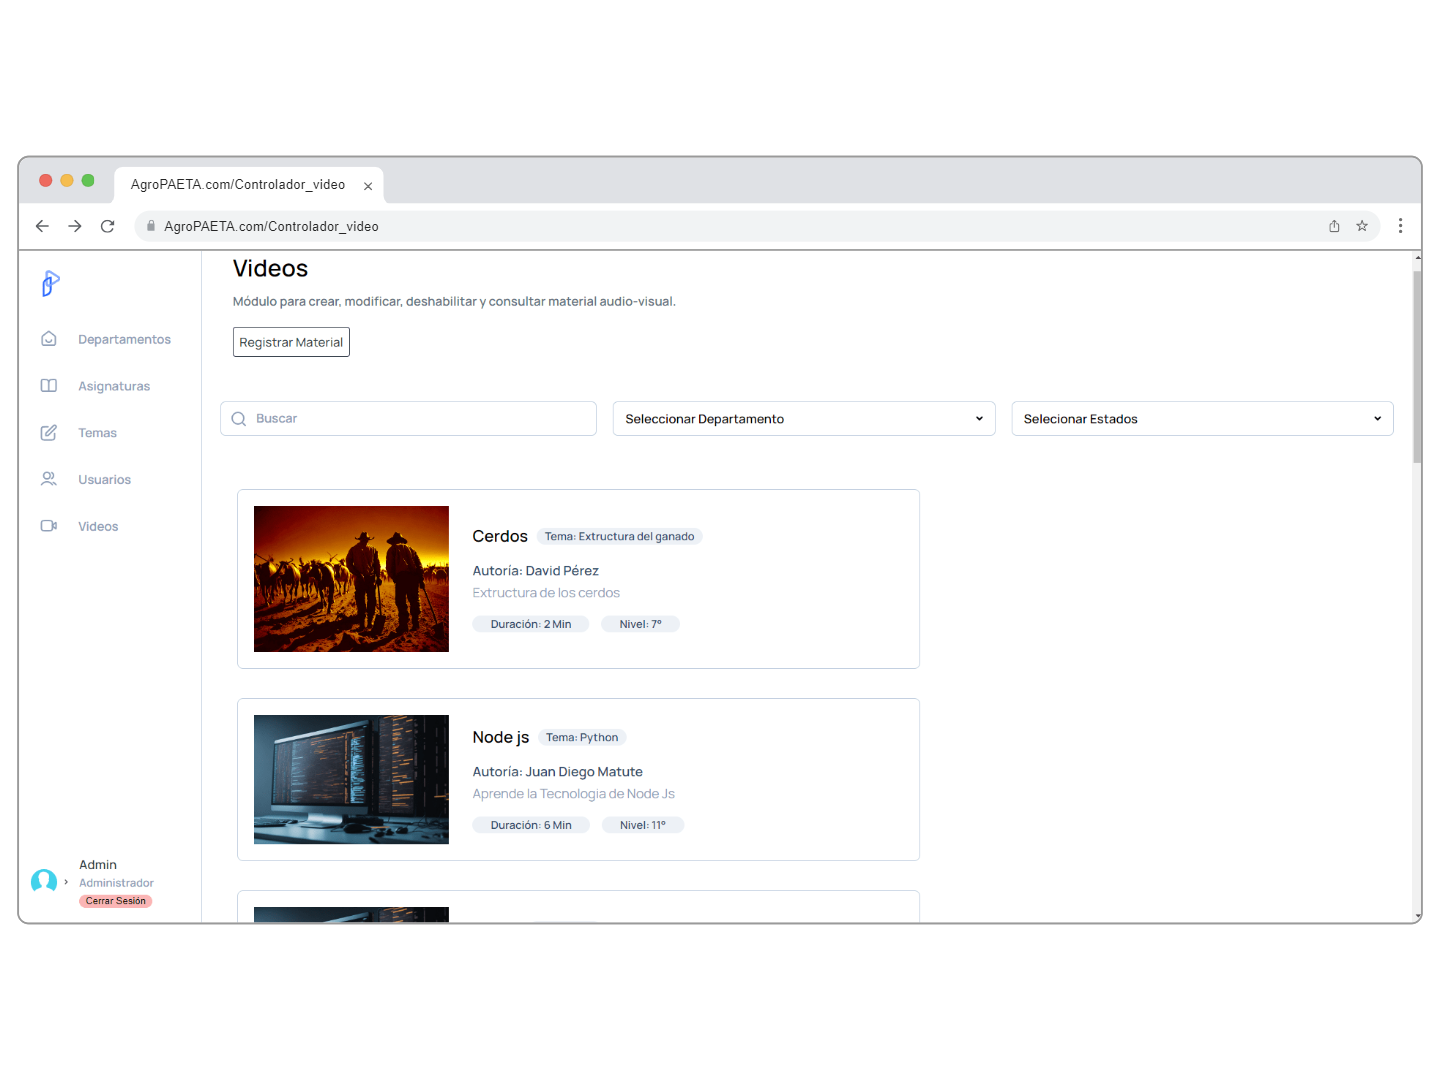 AgroPAETA.com/Controlador_video
AgroPAETA.com/Controlador_video
Departamentos
Asignaturas
Temas
Usuarios
Videos
Admin
Administrador
Cerrar Sesión
Videos
Módulo para crear, modificar, deshabilitar y consultar material audio-visual.
Registrar Material
Buscar
Seleccionar Departamento
Selecionar Estados
Cerdos
Tema: Extructura del ganado
Autoría: David Pérez
Extructura de los cerdos
Duración: 2 Min
Nivel: 7°
Node js
Tema: Python
Autoría: Juan Diego Matute
Aprende la Tecnologia de Node Js
Duración: 6 Min
Nivel: 11°